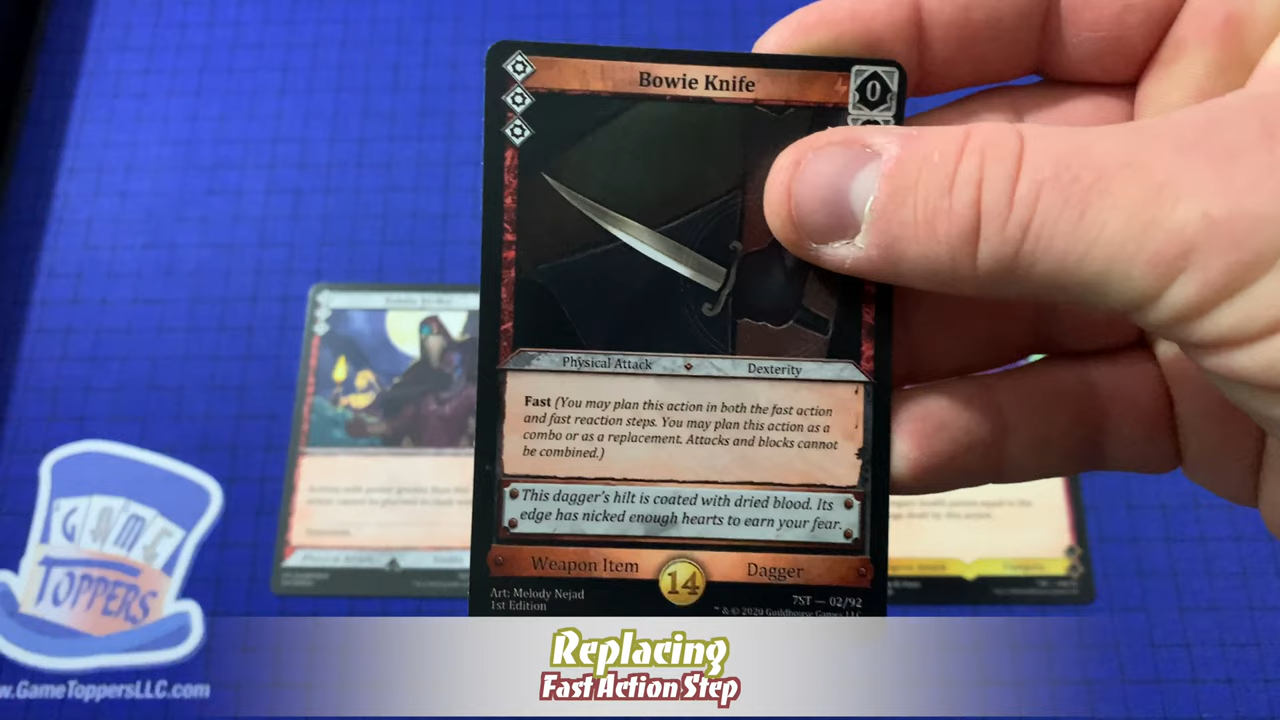 Bowie Knife
0
Physical Attack
Dexterity
Fast (You may plan this action in both the fast action
and fast reaction steps. You may plan this action as a
combo or as a replacement. Attacks and blocks cannot
be combined.)
This dagger's hilt is coated with dried blood. Its
edge has nicked enough hearts to earn your fear.
Weapon Item
14
Dagger
Art: Melody Nejad
1st Edition
7ST — 02/92
™ & © 2020 Guildhouse Games LLC
GAME
TOPPERS
w.GameToppersLLC.com
Replacing
Fast Action Step